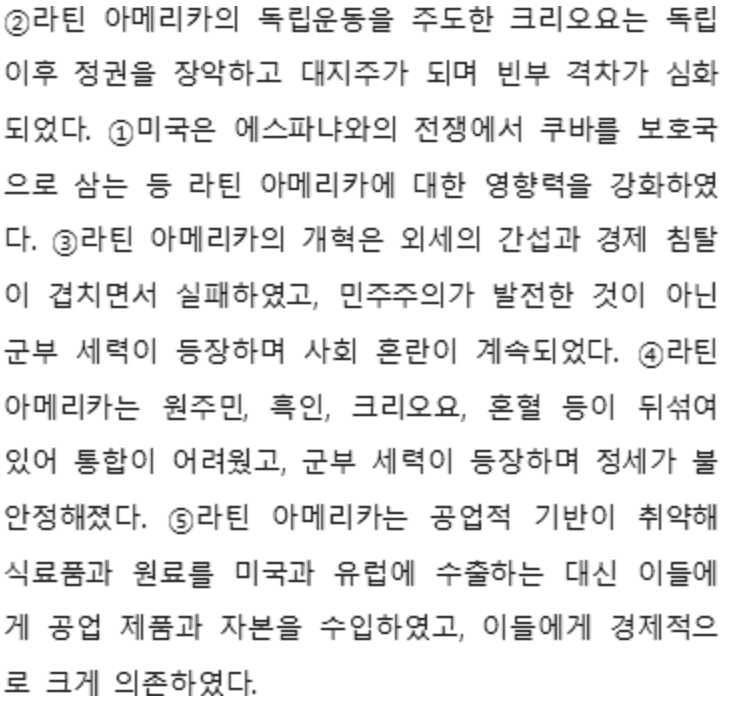 ②라틴 아메리카의 독립운동을 주도한 크리오요는 독립
이후 정권을 장악하고 대지주가 되며 빈부 격차가 심화
되었다. ①미국은 에스파냐와의 전쟁에서 쿠바를 보호국
으로 삼는 등 라틴 아메리카에 대한 영향력을 강화하였
다. ③라틴 아메리카의 개혁은 외세의 간섭과 경제 침탈
이 겹치면서 실패하였고, 민주주의가 발전한 것이 아닌
군부 세력이 등장하며 사회 혼란이 계속되었다. ④라틴
아메리카는 원주민, 흑인, 크리오요, 혼혈 등이 뒤섞여
있어 통합이 어려웠고, 군부 세력이 등장하며 정세가 불
안정해졌다. ⑤라틴 아메리카는 공업적 기반이 취약해
식료품과 원료를 미국과 유럽에 수출하는 대신 이들에
게 공업 제품과 자본을 수입하였고, 이들에게 경제적으
로 크게 의존하였다.